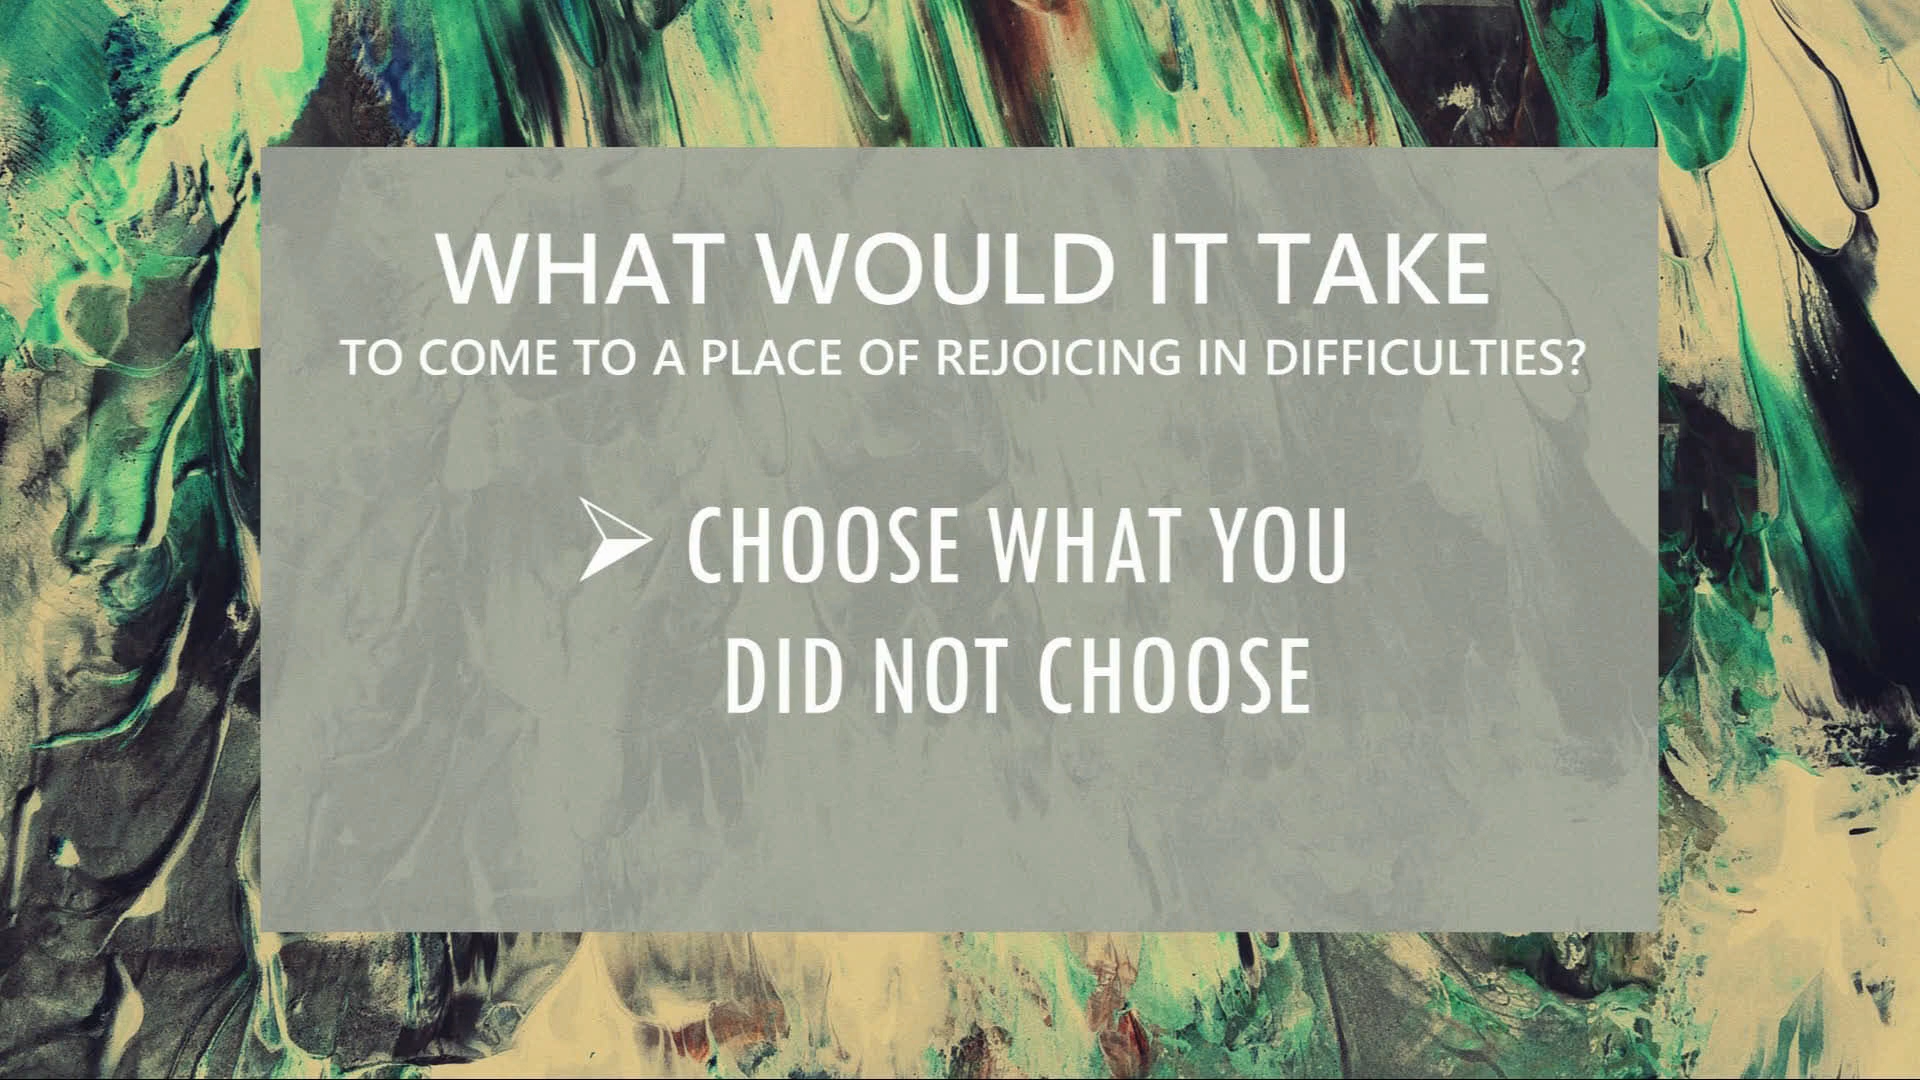 WHAT WOULD IT TAKE
TO COME TO A PLACE OF REJOICING IN DIFFICULTIES?
➢ CHOOSE WHAT YOU
DID NOT CHOOSE